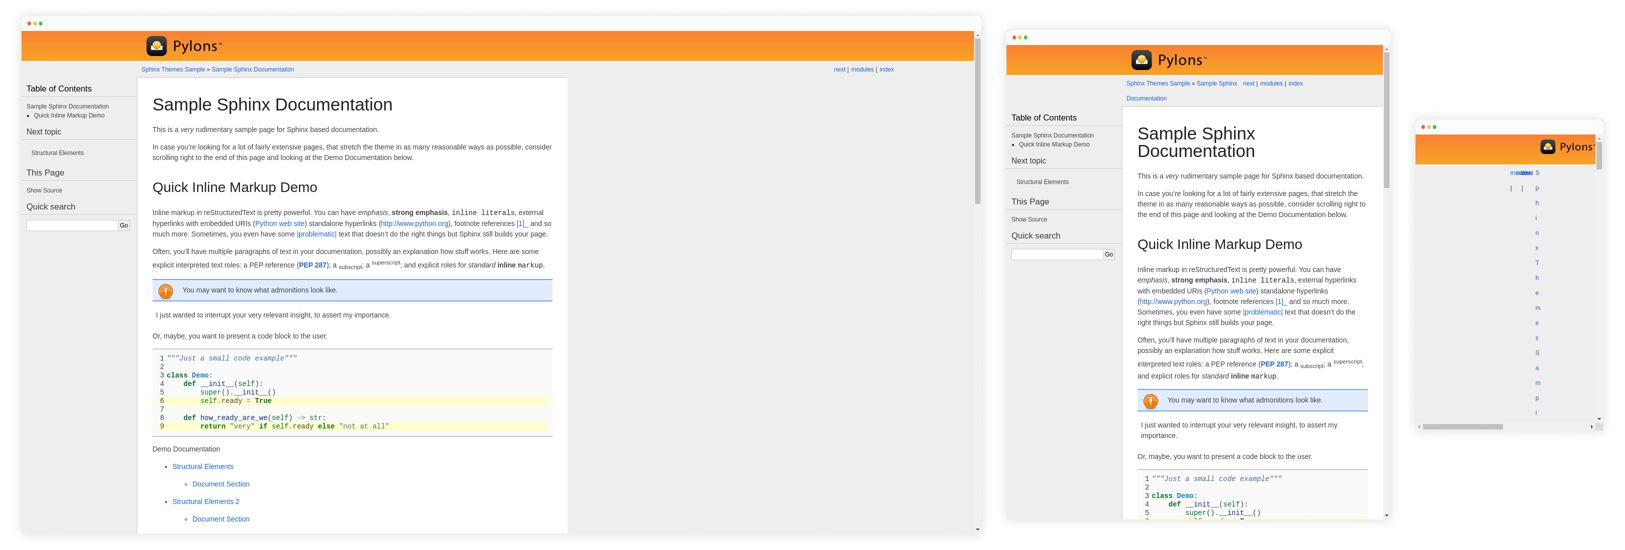 Pylons™
Sphinx Themes Sample » Sample Sphinx Documentation
next | modules | index
Table of Contents
Sample Sphinx Documentation
Quick Inline Markup Demo
Next topic
Structural Elements
This Page
Show Source
Quick search
Go
Sample Sphinx Documentation
This is a very rudimentary sample page for Sphinx based documentation.
In case you're looking for a lot of fairly extensive pages, that stretch the theme in as many reasonable ways as possible, consider
scrolling right to the end of this page and looking at the Demo Documentation below.
Quick Inline Markup Demo
Inline markup in reStructuredText is pretty powerful. You can have emphasis, strong emphasis, inline literals, external
hyperlinks with embedded URIs (Python web site) standalone hyperlinks (http://www.python.org), footnote references [1]_ and so
much more. Sometimes, you even have some |problematic| text that doesn't do the right things but Sphinx still builds your page.
Often, you'll have multiple paragraphs of text in your documentation, possibly an explanation how stuff works. Here are some
explicit interpreted text roles: a PEP reference (PEP 287); a subscript; a superscript; and explicit roles for standard inline markup.
You may want to know what admonitions look like.
I just wanted to interrupt your very relevant insight, to assert my importance.
Or, maybe, you want to present a code block to the user.
1 """Just a small code example"""
2
3 class Demo:
4     def __init__(self):
5         super().__init__()
6         self.ready = True
7
8     def how_ready_are_we(self) -> str:
9         return "very" if self.ready else "not at all"
Demo Documentation
Structural Elements
Document Section
Structural Elements 2
Document Section
Pylons™
Sphinx Themes Sample » Sample Sphinx
Documentation
next | modules | index
Table of Contents
Sample Sphinx Documentation
Quick Inline Markup Demo
Next topic
Structural Elements
This Page
Show Source
Quick search
Go
Sample Sphinx
Documentation
This is a very rudimentary sample page for Sphinx based documentation.
In case you're looking for a lot of fairly extensive pages, that stretch the
theme in as many reasonable ways as possible, consider scrolling right to
the end of this page and looking at the Demo Documentation below.
Quick Inline Markup Demo
Inline markup in reStructuredText is pretty powerful. You can have
emphasis, strong emphasis, inline literals, external hyperlinks
with embedded URIs (Python web site) standalone hyperlinks
(http://www.python.org), footnote references [1]_ and so much more.
Sometimes, you even have some |problematic| text that doesn't do the
right things but Sphinx still builds your page.
Often, you'll have multiple paragraphs of text in your documentation,
possibly an explanation how stuff works. Here are some explicit
interpreted text roles: a PEP reference (PEP 287); a subscript; a superscript;
and explicit roles for standard inline markup.
You may want to know what admonitions look like.
I just wanted to interrupt your very relevant insight, to assert my
importance.
Or, maybe, you want to present a code block to the user.
1 """Just a small code example"""
2
3 class Demo:
4     def __init__(self):
5         super().__init__()
Pylons
| |
S
p
h
i
n
x
T
h
e
m
e
s
S
a
m
p
l